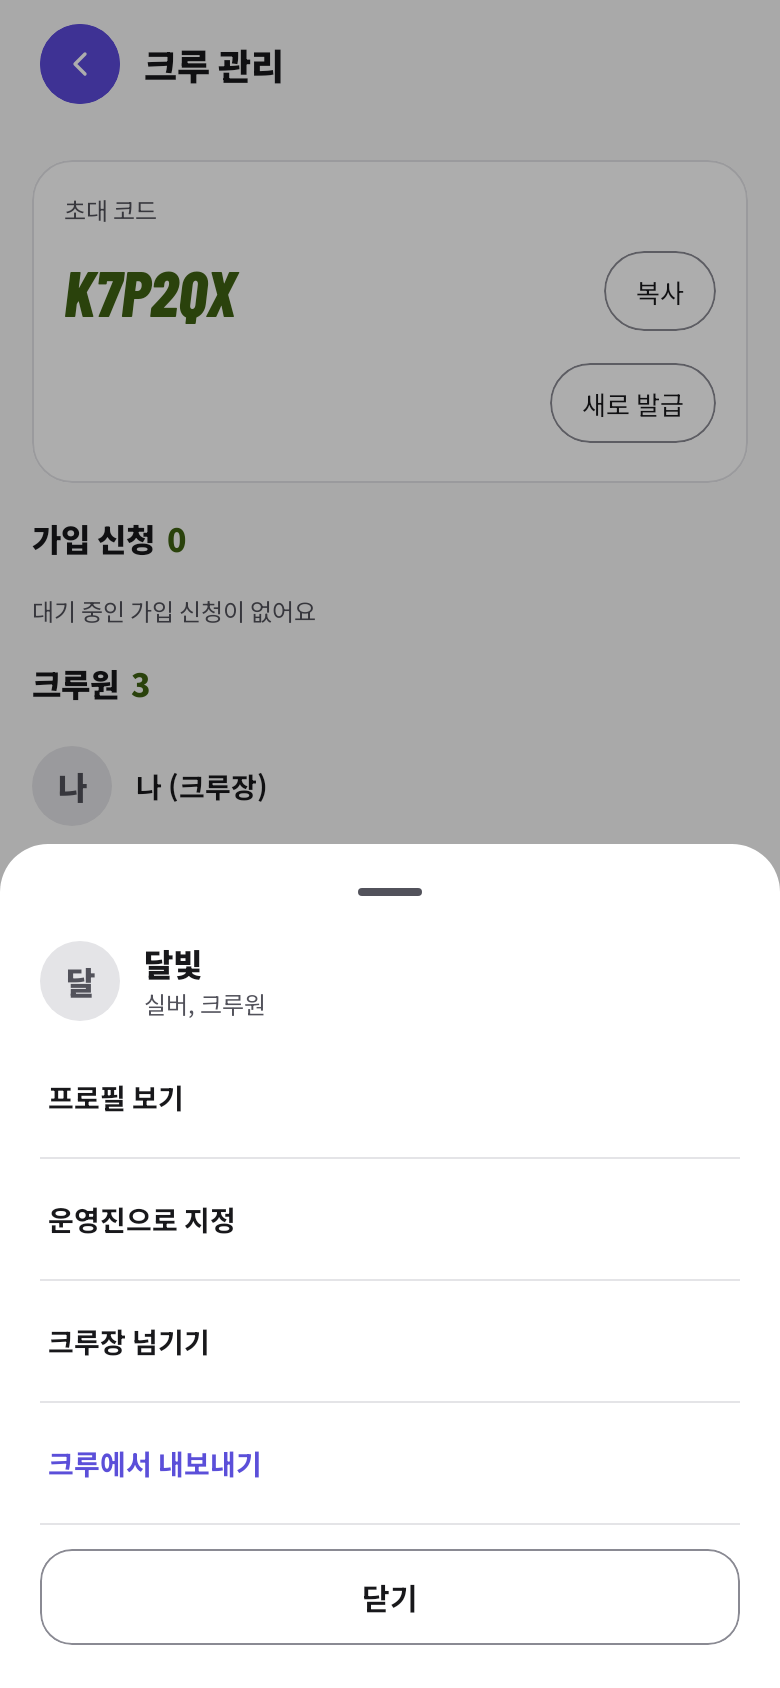 크루 관리
초대 코드
K7P2QX
복사
새로 발급
가입 신청 0
대기 중인 가입 신청이 없어요
크루원 3
나
나 (크루장)
달
달빛
실버, 크루원
프로필 보기
운영진으로 지정
크루장 넘기기
크루에서 내보내기
닫기